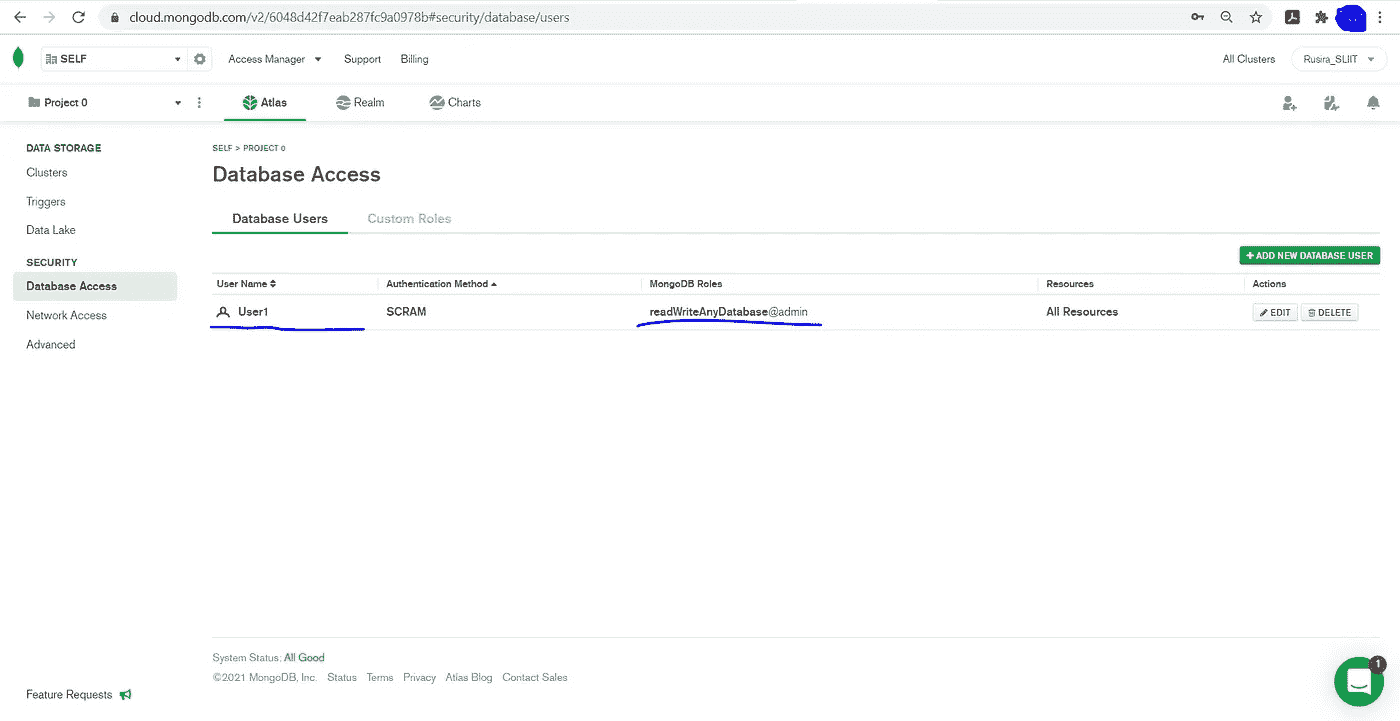 cloud.mongodb.com/v2/6048d42f7eab287fc9a0978b#security/database/users
SELF Access Manager Support Billing All Clusters Rusira_SLIIT
Project 0 Atlas Realm Charts
DATA STORAGE
Clusters
Triggers
Data Lake
SECURITY
Database Access
Network Access
Advanced
SELF > PROJECT 0
Database Access
Database Users Custom Roles
+ ADD NEW DATABASE USER
User Name Authentication Method MongoDB Roles Resources Actions
User1 SCRAM readWriteAnyDatabase@admin All Resources EDIT DELETE
System Status: All Good
©2021 MongoDB, Inc. Status Terms Privacy Atlas Blog Contact Sales
Feature Requests
1